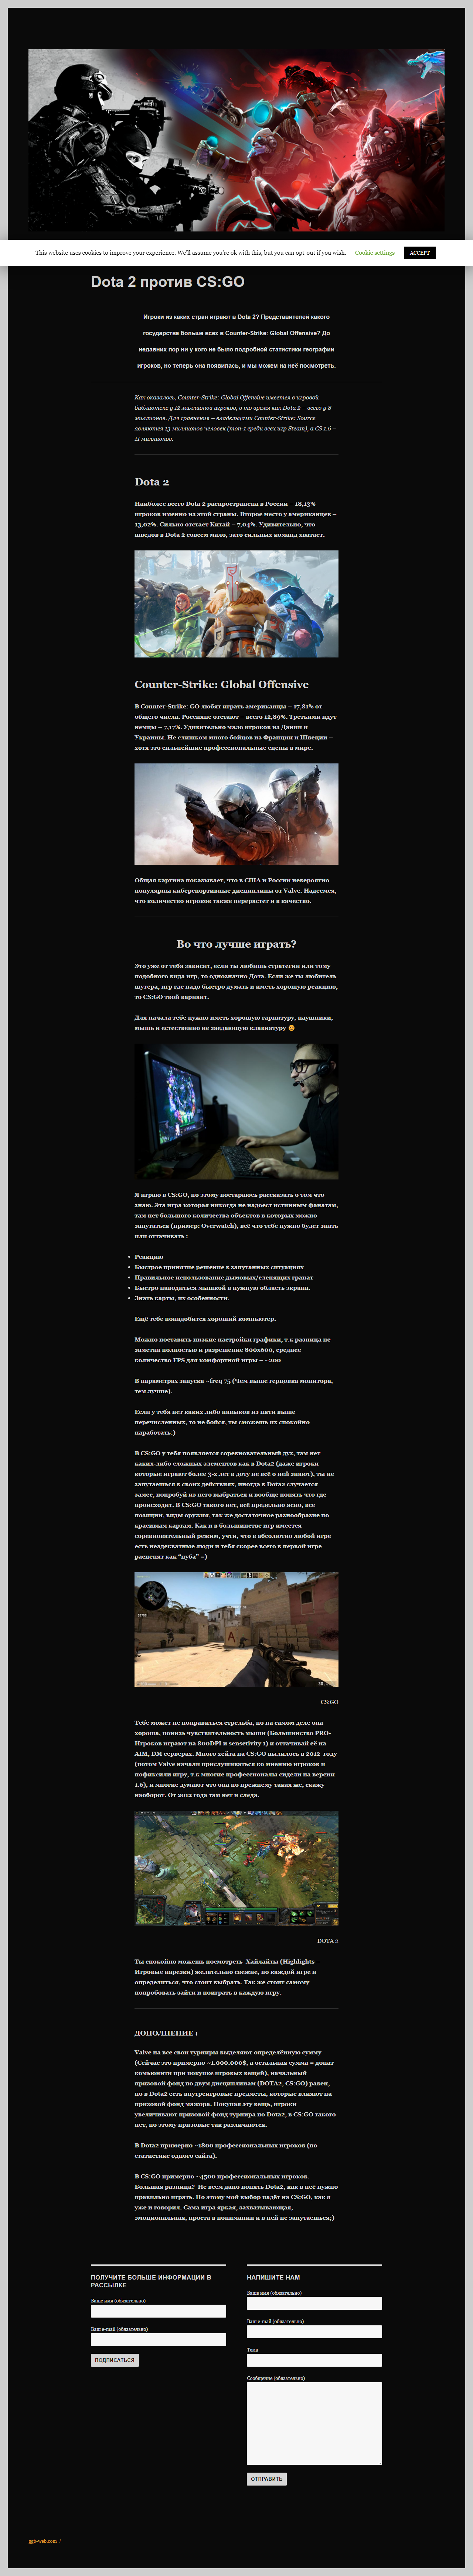 This website uses cookies to improve your experience. We'll assume you're ok with this, but you can opt-out if you wish. Cookie settings ACCEPT
Dota 2 против CS:GO
Игроки из каких стран играют в Dota 2? Представителей какого
государства больше всех в Counter-Strike: Global Offensive? До
недавних пор ни у кого не было подробной статистики географии
игроков, но теперь она появилась, и мы можем на неё посмотреть.
Как оказалось, Counter-Strike: Global Offensive имеется в игровой
библиотеке у 12 миллионов игроков, в то время как Dota 2 – всего у 8
миллионов. Для сравнения – владельцами Counter-Strike: Source
являются 13 миллионов человек (топ-1 среди всех игр Steam), а CS 1.6 –
11 миллионов.
Dota 2
Наиболее всего Dota 2 распространена в России – 18,13%
игроков именно из этой страны. Второе место у американцев –
13,02%. Сильно отстает Китай – 7,04%. Удивительно, что
шведов в Dota 2 совсем мало, зато сильных команд хватает.
Counter-Strike: Global Offensive
В Counter-Strike: GO любят играть американцы – 17,81% от
общего числа. Россияне отстают – всего 12,89%. Третьими идут
немцы – 7,17%. Удивительно мало игроков из Дании и
Украины. Не слишком много бойцов из Франции и Швеции –
хотя это сильнейшие профессиональные сцены в мире.
Общая картина показывает, что в США и России невероятно
популярны киберспортивные дисциплины от Valve. Надеемся,
что количество игроков также перерастет и в качество.
Во что лучше играть?
Это уже от тебя зависит, если ты любишь стратегии или тому
подобного вида игр, то однозначно Дота. Если же ты любитель
шутера, игр где надо быстро думать и иметь хорошую реакцию,
то CS:GO твой вариант.
Для начала тебе нужно иметь хорошую гарнитуру, наушники,
мышь и естественно не заедающую клавиатуру 🙂
Я играю в CS:GO, по этому постараюсь рассказать о том что
знаю. Эта игра которая никогда не надоест истинным фанатам,
там нет большого количества объектов в которых можно
запутаться (пример: Overwatch), всё что тебе нужно будет знать
или оттачивать :
• Реакцию
• Быстрое принятие решение в запутанных ситуациях
• Правильное использование дымовых/слепящих гранат
• Быстро наводиться мышкой в нужную область экрана.
• Знать карты, их особенности.
Ещё тебе понадобится хороший компьютер.
Можно поставить низкие настройки графики, т.к разница не
заметна полностью и разрешение 800x600, среднее
количество FPS для комфортной игры – ~200
В параметрах запуска –freq 75 (Чем выше герцовка монитора,
тем лучше).
Если у тебя нет каких либо навыков из пяти выше
перечисленных, то не бойся, ты сможешь их спокойно
наработать:)
В CS:GO у тебя появляется соревновательный дух, там нет
каких-либо сложных элементов как в Dota2 (даже игроки
которые играют более 3-х лет в доту не всё о ней знают), ты не
запутаешься в своих действиях, иногда в Dota2 случается
замес, попробуй из него выбраться и вообще понять что где
происходит. В CS:GO такого нет, всё предельно ясно, все
позиции, виды оружия, так же достаточное разнообразие по
красивым картам. Как и в большинстве игр имеется
соревновательный режим, учти, что в абсолютно любой игре
есть неадекватные люди и тебя скорее всего в первой игре
расценят как “нуба” =)
A
CS:GO
Тебе может не понравиться стрельба, но на самом деле она
хороша, понизь чувствительность мыши (Большинство PRO-
Игроков играют на 800DPI и sensetivity 1) и оттачивай её на
AIM, DM серверах. Много хейта на CS:GO вылилось в 2012 году
(потом Valve начали прислушиваться ко мнению игроков и
пофиксили игру, т.к многие профессионалы сидели на версии
1.6), и многие думают что она по прежнему такая же, скажу
наоборот. От 2012 года там нет и следа.
DOTA 2
Ты спокойно можешь посмотреть Хайлайты (Highlights –
Игровые нарезки) желательно свежие, по каждой игре и
определиться, что стоит выбрать. Так же стоит самому
попробовать зайти и поиграть в каждую игру.
ДОПОЛНЕНИЕ :
Valve на все свои турниры выделяют определённую сумму
(Сейчас это примерно ~1.000.000$, а остальная сумма – донат
комьюнити при покупке игровых вещей), начальный
призовой фонд по двум дисциплинам (DOTA2, CS:GO) равен,
но в Dota2 есть внутреигровые предметы, которые влияют на
призовой фонд мажора. Покупая эту вещь, игроки
увеличивают призовой фонд турнира по Dota2, в CS:GO такого
нет, по этому призовые так различаются.
В Dota2 примерно ~1800 профессиональных игроков (по
статистике одного сайта).
В CS:GO примерно ~4500 профессиональных игроков.
Большая разница? Не всем дано понять Dota2, как в неё нужно
правильно играть. По этому мой выбор падёт на CS:GO, как я
уже и говорил. Сама игра яркая, захватывающая,
эмоциональная, проста в понимании и в ней не запутаешься;)
ПОЛУЧИТЕ БОЛЬШЕ ИНФОРМАЦИИ В
РАССЫЛКЕ
Ваше имя (обязательно)
Ваш e-mail (обязательно)
ПОДПИСАТЬСЯ
НАПИШИТЕ НАМ
Ваше имя (обязательно)
Ваш e-mail (обязательно)
Тема
Сообщение (обязательно)
ОТПРАВИТЬ
ggh-web.com /